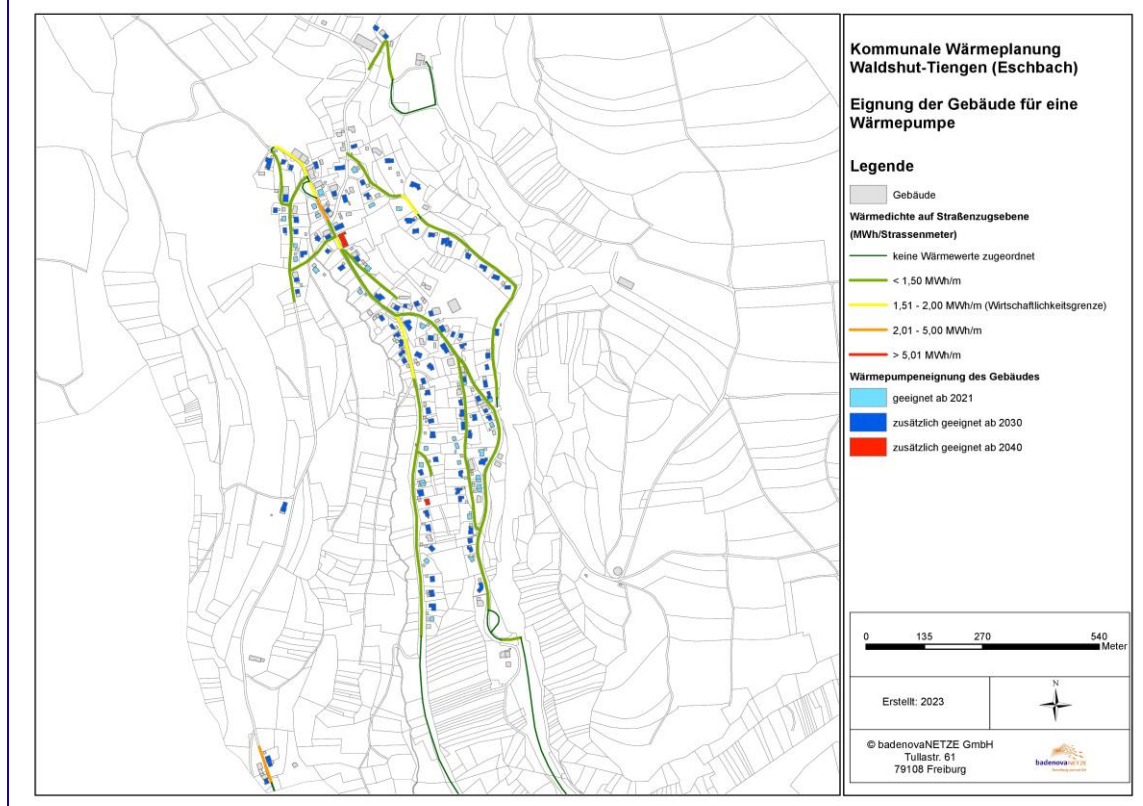 Kommunale Wärmeplanung
Waldshut-Tiengen (Eschbach)
Eignung der Gebäude für eine
Wärmepumpe
Legende
Gebäude
Wärmedichte auf Straßenzugsebene
(MWh/Strassenmeter)
keine Wärmewerte zugeordnet
< 1,50 MWh/m
1,51 - 2,00 MWh/m (Wirtschaftlichkeitsgrenze)
2,01 - 5,00 MWh/m
> 5,01 MWh/m
Wärmepumpeneignung des Gebäudes
geeignet ab 2021
zusätzlich geeignet ab 2030
zusätzlich geeignet ab 2040
0 135 270 540
Meter
Erstellt: 2023
N
© badenovaNETZE GmbH
Tullastr. 61
79108 Freiburg
badenovaNETZE